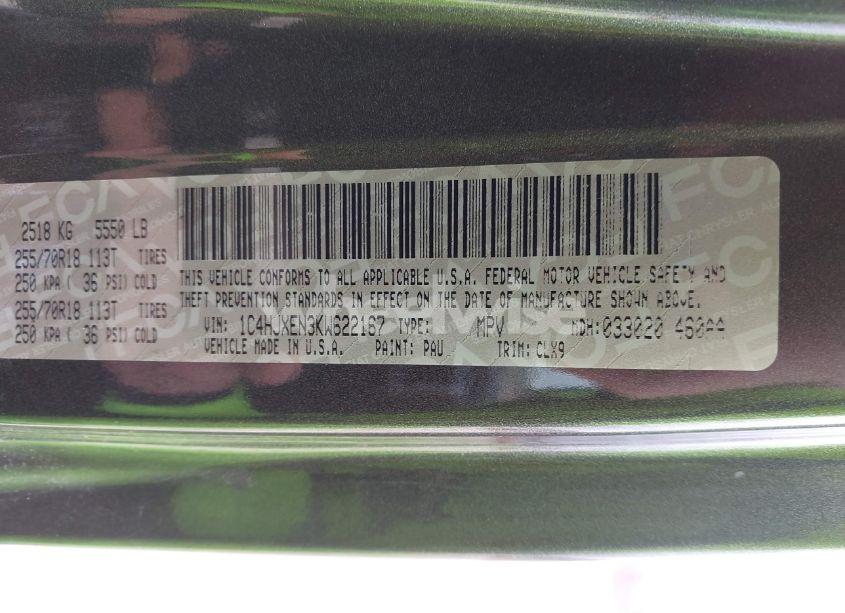 2518 KG 5550 LB
255/70R18 113T TIRES
250 KPA ( 36 PSI) COLD
255/70R18 113T TIRES
250 KPA ( 36 PSI) COLD
THIS VEHICLE CONFORMS TO ALL APPLICABLE U.S.A. FEDERAL MOTOR VEHICLE SAFETY AND
THEFT PREVENTION STANDARDS IN EFFECT ON THE DATE OF MANUFACTURE SHOWN ABOVE.
VIN: 1C4HJXEN3KW622167 TYPE: MPV MDH:033020 460AA
VEHICLE MADE IN U.S.A. PAINT: PAU TRIM: CLX9